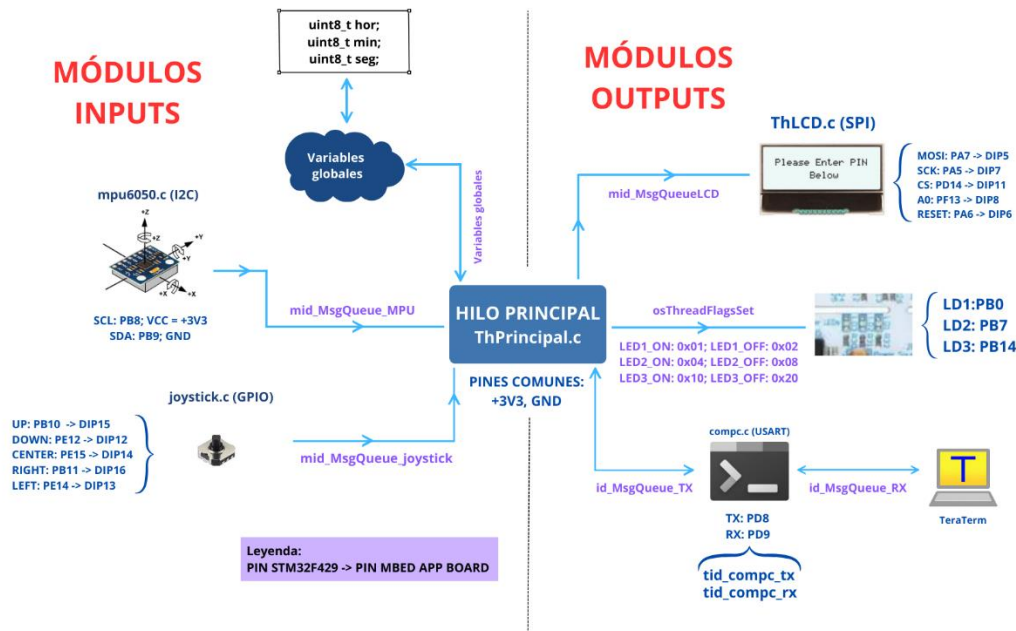 MÓDULOS
INPUTS
uint8_t hor;
uint8_t min;
uint8_t seg;
Variables
globales
Variables globales
mpu6050.c (I2C)
+Z
+Z
+Y
+Y
+X
+X
SCL: PB8; VCC = +3V3
SDA: PB9; GND
mid_MsgQueue_MPU
joystick.c (GPIO)
UP: PB10 -> DIP15
DOWN: PE12 -> DIP12
CENTER: PE15 -> DIP14
RIGHT: PB11 -> DIP16
LEFT: PE14 -> DIP13
mid_MsgQueue_joystick
Leyenda:
PIN STM32F429 -> PIN MBED APP BOARD
HILO PRINCIPAL
ThPrincipal.c
PINES COMUNES:
+3V3, GND
MÓDULOS
OUTPUTS
ThLCD.c (SPI)
mid_MsgQueueLCD
Please Enter PIN
Below
MOSI: PA7 -> DIP5
SCK: PA5 -> DIP7
CS: PD14 -> DIP11
A0: PF13 -> DIP8
RESET: PA6 -> DIP6
osThreadFlagsSet
LED1_ON: 0x01; LED1_OFF: 0x02
LED2_ON: 0x04; LED2_OFF: 0x08
LED3_ON: 0x10; LED3_OFF: 0x20
LD1:PB0
LD2: PB7
LD3: PB14
compc.c (USART)
id_MsgQueue_TX
id_MsgQueue_RX
T
TeraTerm
TX: PD8
RX: PD9
tid_compc_tx
tid_compc_rx